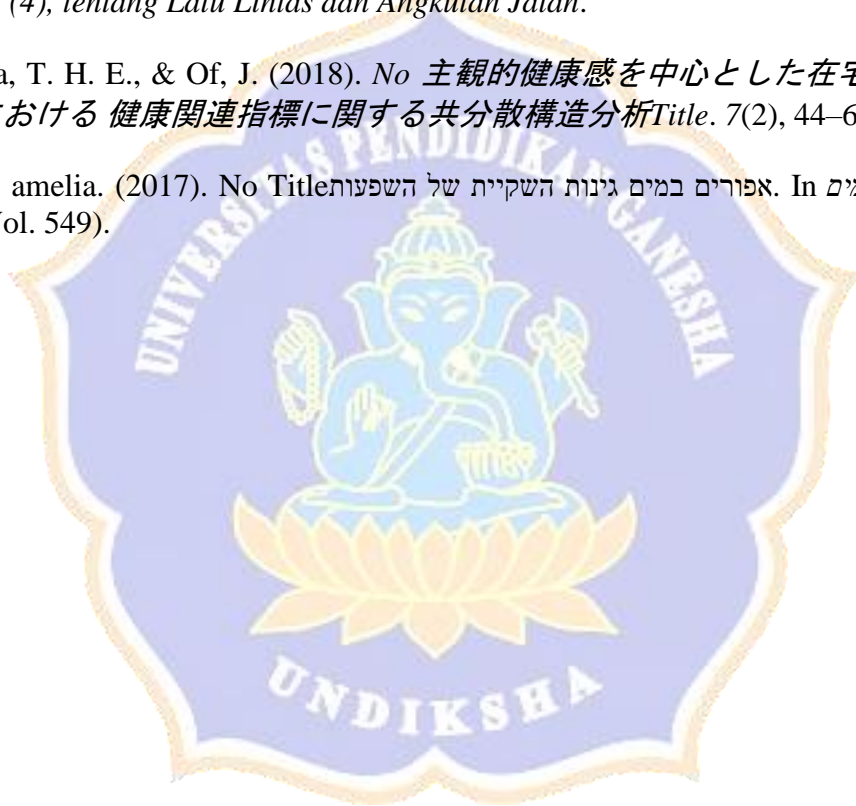 (4), tentang Lalu Lintas dan Angkutan Jalan.
a, T. H. E., & Of, J. (2018). No 主観的健康感を中心とした在宅
における 健康関連指標に関する共分散構造分析Title. 7(2), 44–6
amelia. (2017). No Titleאפורים במים גינות השקיית של השפעות. In מים
ol. 549).
UNIVERSITAS PENDIDIKAN GANESHA
UNDIKSHA